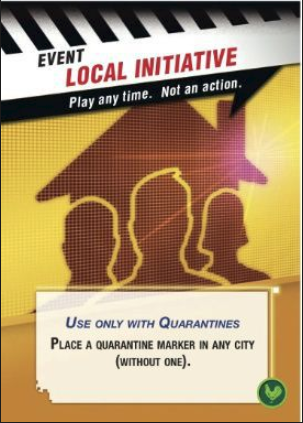 EVENT
LOCAL INITIATIVE
Play any time. Not an action.
USE ONLY WITH QUARANTINES
PLACE A QUARANTINE MARKER IN ANY CITY
(WITHOUT ONE).